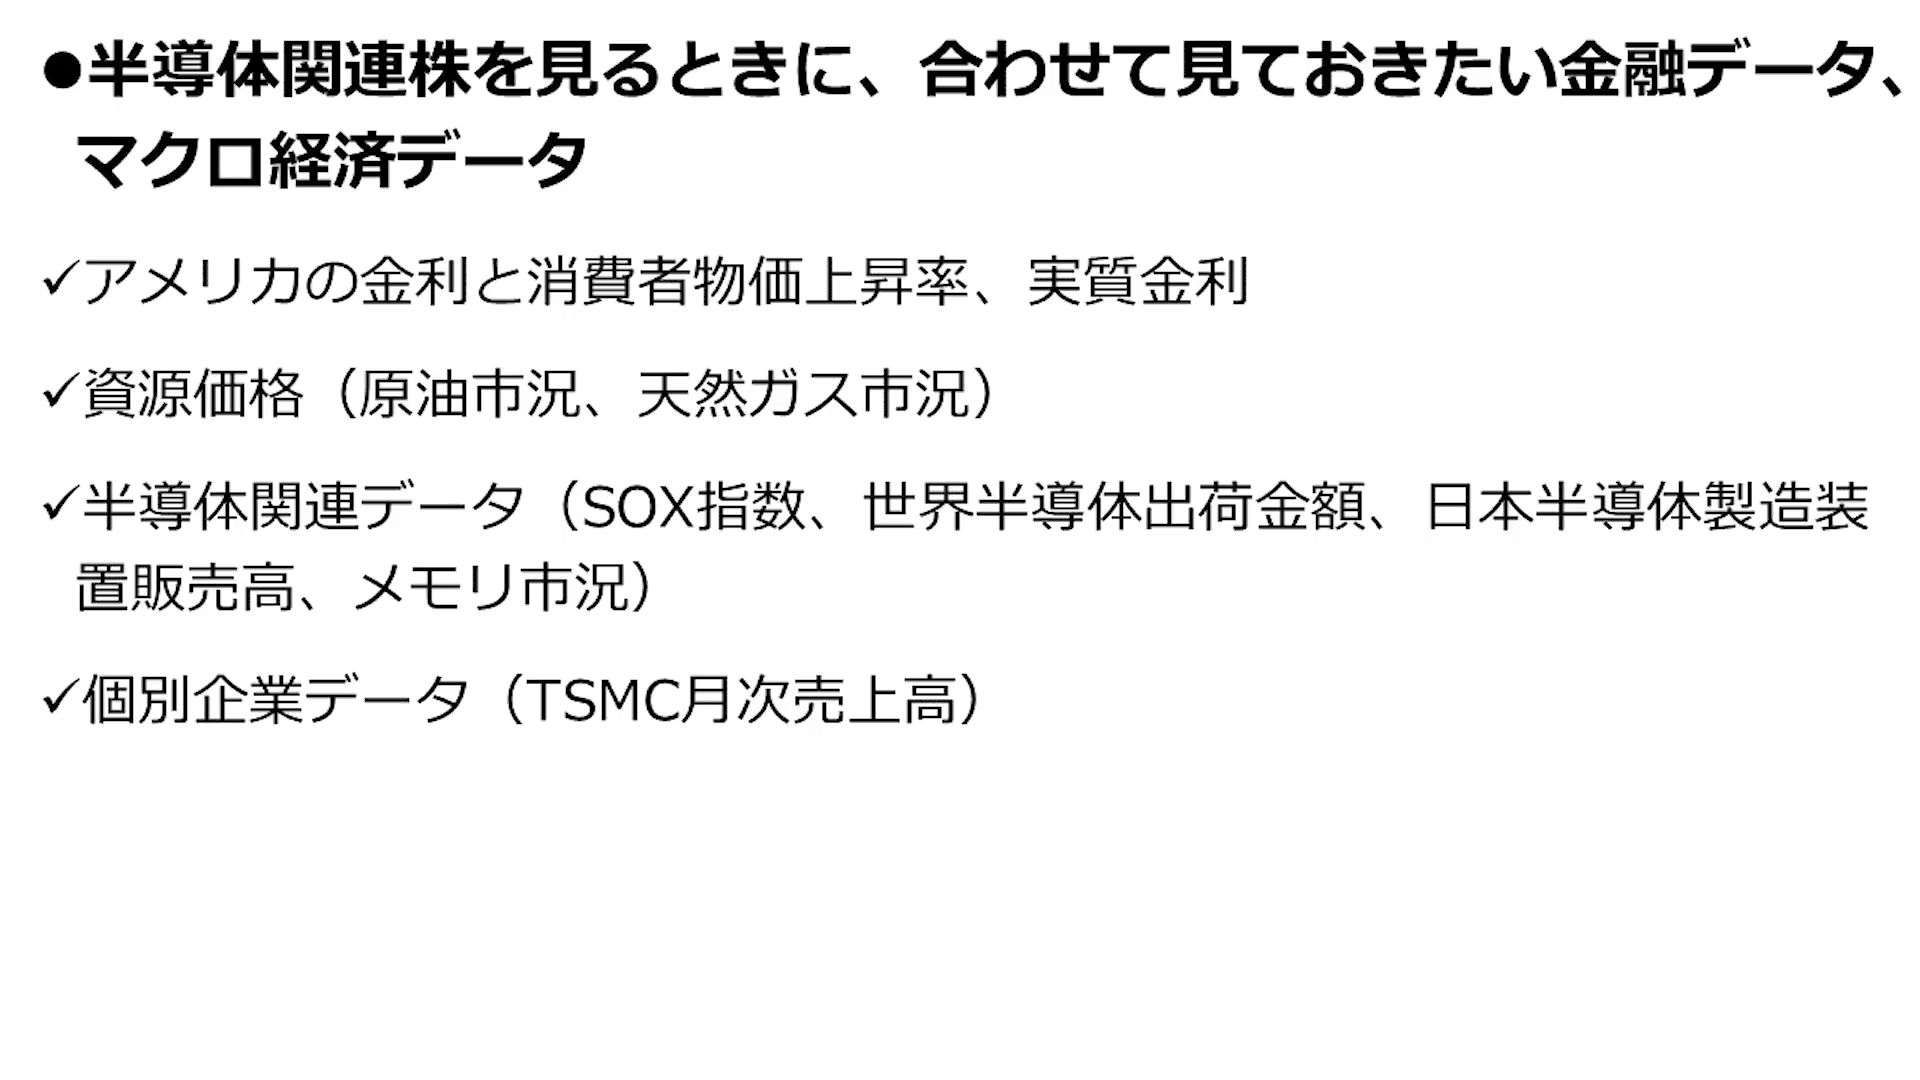 ●半導体関連株を見るときに、合わせて見ておきたい金融データ、
マクロ経済データ
✓アメリカの金利と消費者物価上昇率、実質金利
✓資源価格（原油市況、天然ガス市況）
✓半導体関連データ（SOX指数、世界半導体出荷金額、日本半導体製造装
置販売高、メモリ市況）
✓個別企業データ（TSMC月次売上高）